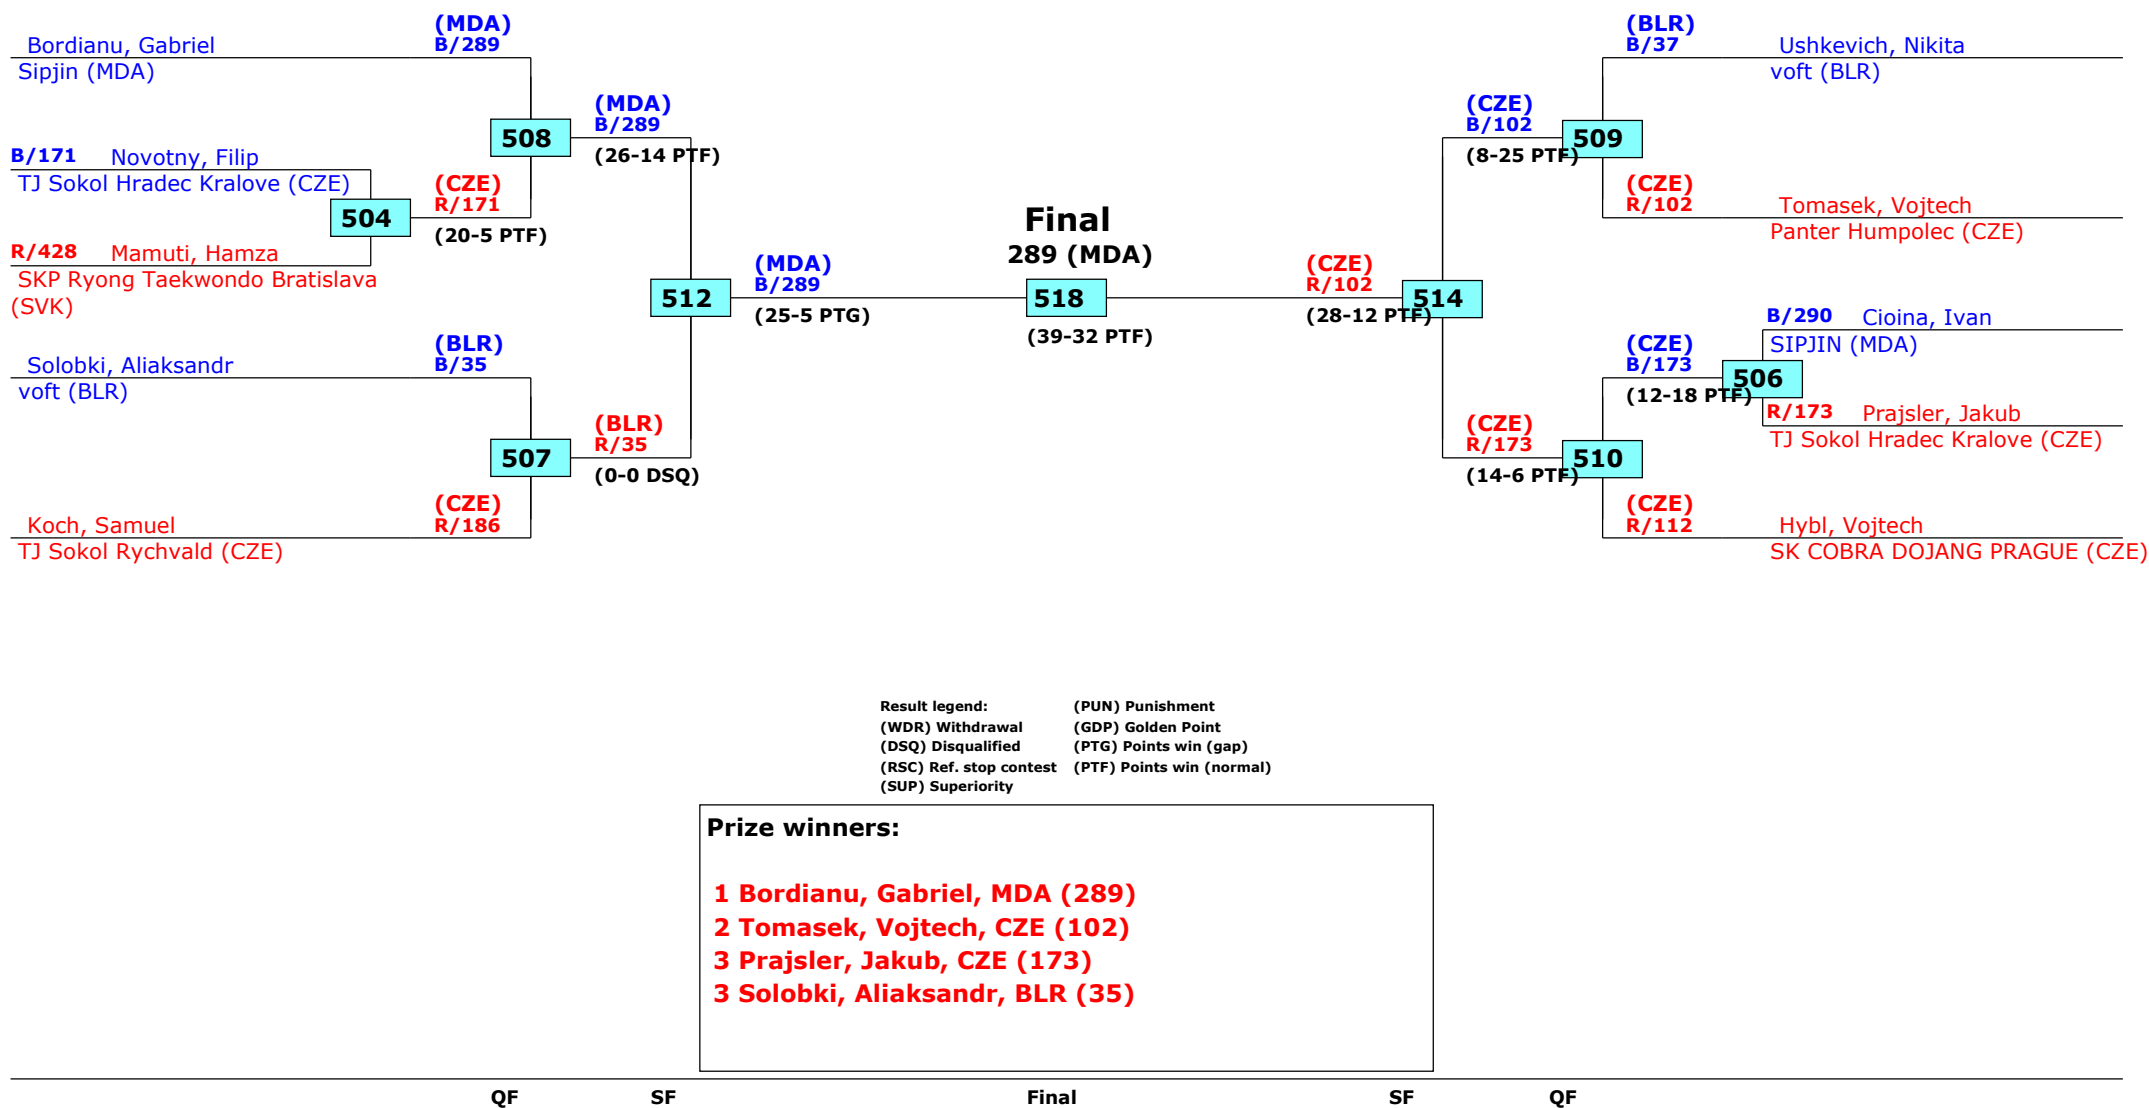 (MDA)
B/289
Bordianu, Gabriel
Sipjin (MDA)
(MDA)
B/289
508
(26-14 PTF)
B/171 Novotny, Filip
TJ Sokol Hradec Kralove (CZE)
(CZE)
R/171
504
(20-5 PTF)
R/428 Mamuti, Hamza
SKP Ryong Taekwondo Bratislava
(SVK)
(MDA)
B/289
512
(25-5 PTG)
(BLR)
B/35
Solobki, Aliaksandr
voft (BLR)
(BLR)
R/35
507
(0-0 DSQ)
(CZE)
R/186
Koch, Samuel
TJ Sokol Rychvald (CZE)
Final
289 (MDA)
518
(39-32 PTF)
(BLR)
B/37
Ushkevich, Nikita
voft (BLR)
(CZE)
B/102
509
(8-25 PTF)
(CZE)
R/102
Tomasek, Vojtech
Panter Humpolec (CZE)
(CZE)
R/102
514
(28-12 PTF)
B/290 Cioina, Ivan
SIPJIN (MDA)
(CZE)
B/173
506
(12-18 PTF)
R/173 Prajsler, Jakub
TJ Sokol Hradec Kralove (CZE)
(CZE)
R/173
510
(14-6 PTF)
(CZE)
R/112
Hybl, Vojtech
SK COBRA DOJANG PRAGUE (CZE)
Result legend: (PUN) Punishment
(WDR) Withdrawal (GDP) Golden Point
(DSQ) Disqualified (PTG) Points win (gap)
(RSC) Ref. stop contest (PTF) Points win (normal)
(SUP) Superiority
Prize winners:
1 Bordianu, Gabriel, MDA (289)
2 Tomasek, Vojtech, CZE (102)
3 Prajsler, Jakub, CZE (173)
3 Solobki, Aliaksandr, BLR (35)
QF SF Final SF QF